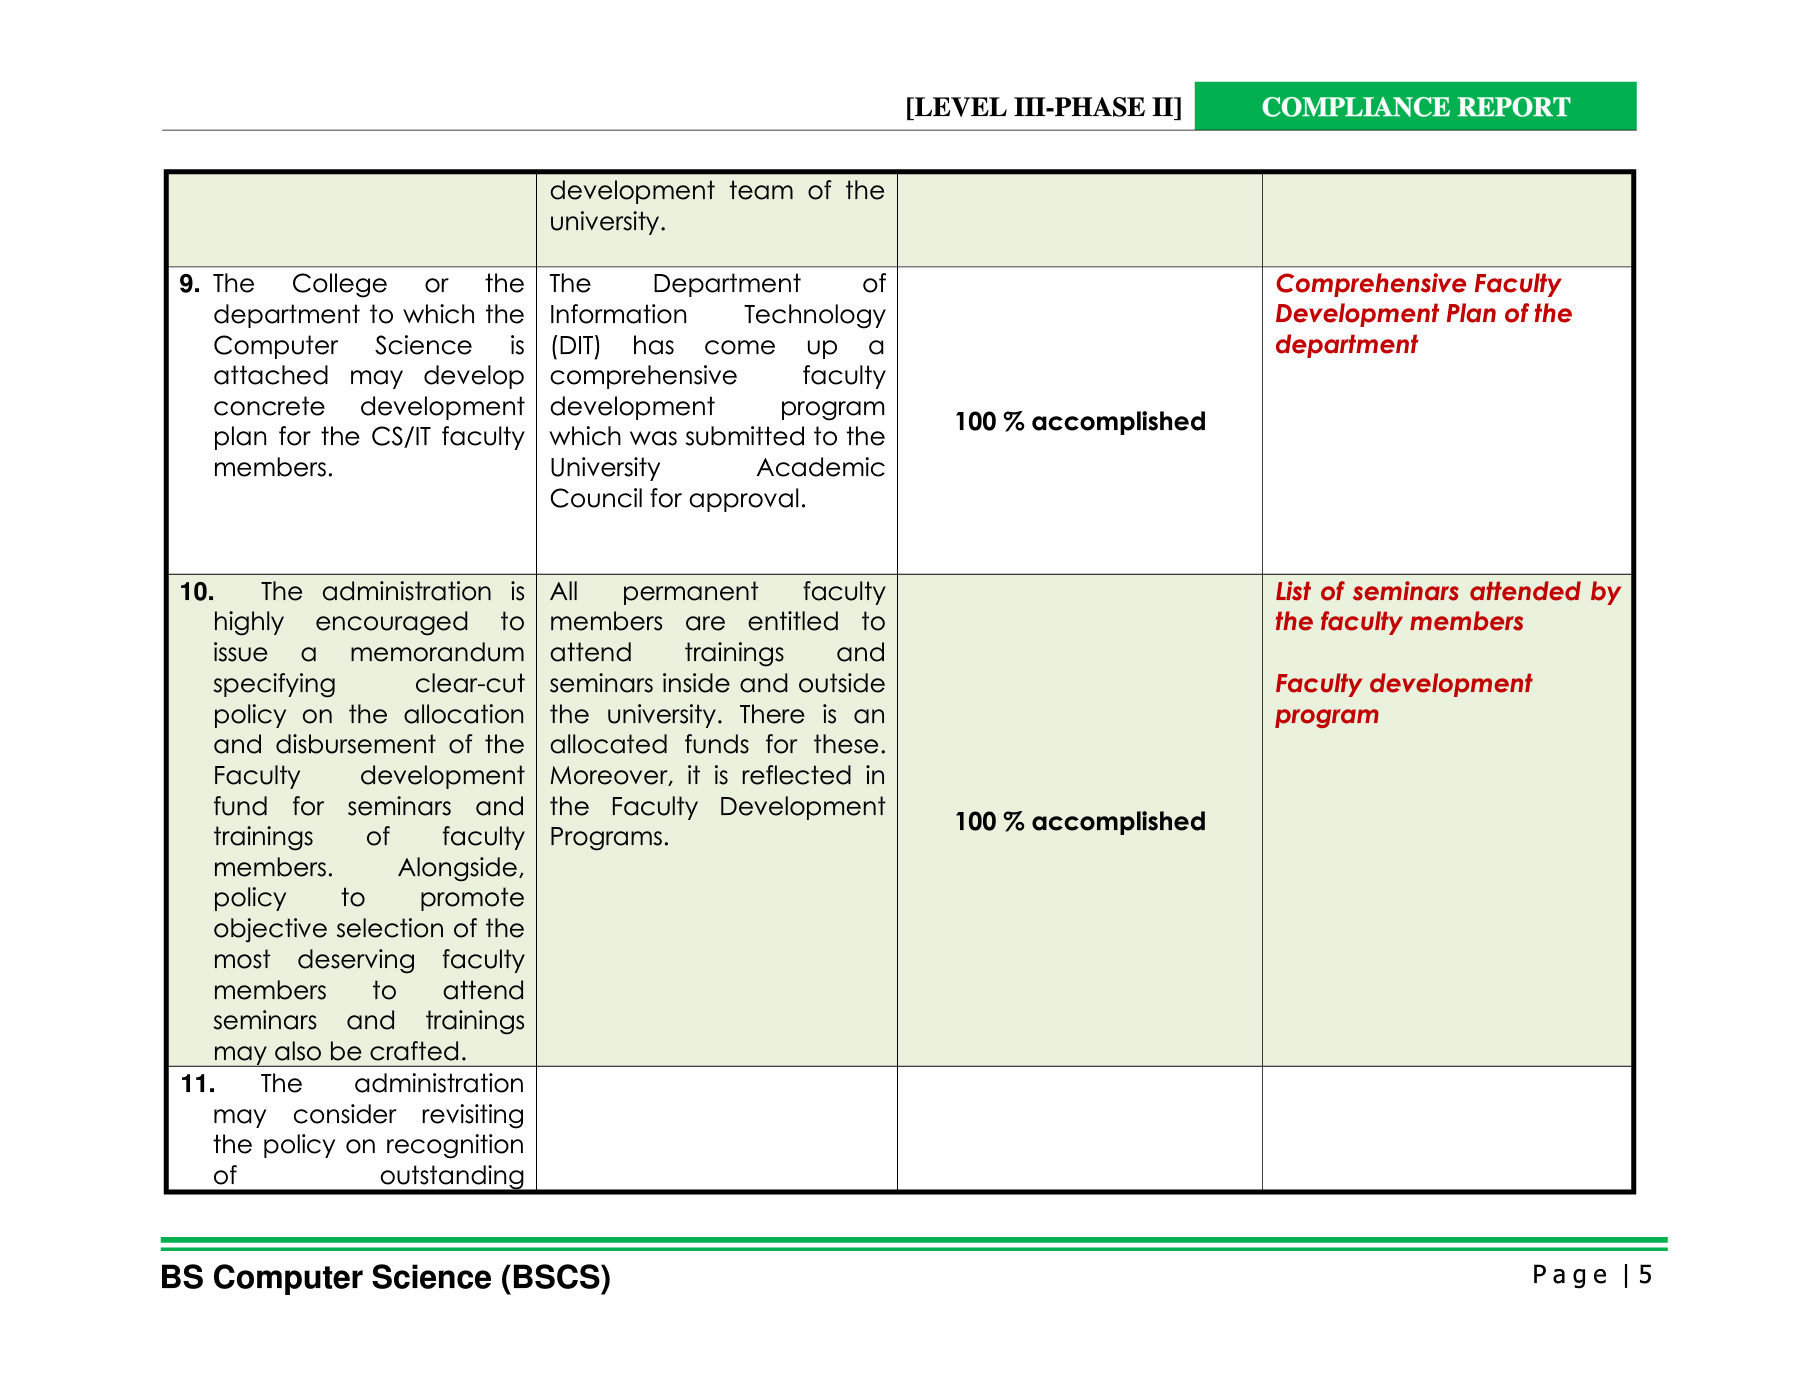 [LEVEL III-PHASE II] COMPLIANCE REPORT
development team of the
university.
9. The College or the
department to which the
Computer Science is
attached may develop
concrete development
plan for the CS/IT faculty
members.
The Department of
Information Technology
(DIT) has come up a
comprehensive faculty
development program
which was submitted to the
University Academic
Council for approval.
100 % accomplished
Comprehensive Faculty
Development Plan of the
department
10. The administration is
highly encouraged to
issue a memorandum
specifying clear-cut
policy on the allocation
and disbursement of the
Faculty development
fund for seminars and
trainings of faculty
members. Alongside,
policy to promote
objective selection of the
most deserving faculty
members to attend
seminars and trainings
may also be crafted.
All permanent faculty
members are entitled to
attend trainings and
seminars inside and outside
the university. There is an
allocated funds for these.
Moreover, it is reflected in
the Faculty Development
Programs.
100 % accomplished
List of seminars attended by
the faculty members
Faculty development
program
11. The administration
may consider revisiting
the policy on recognition
of outstanding
BS Computer Science (BSCS)
Page | 5